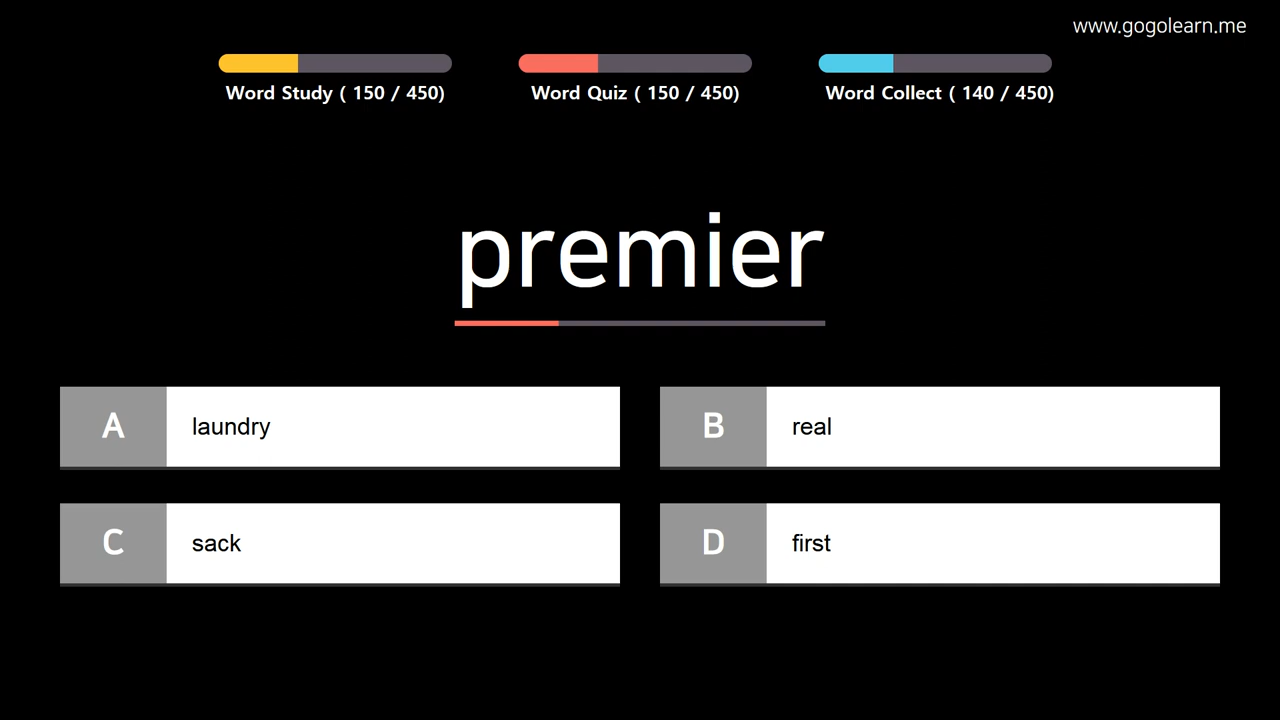 www.gogolearn.me
Word Study ( 150 / 450)
Word Quiz ( 150 / 450)
Word Collect ( 140 / 450)
premier
A laundry
B real
C sack
D first